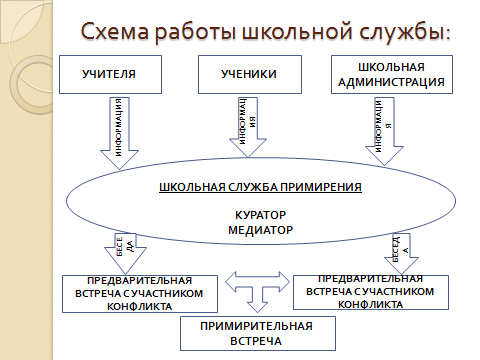 Схема работы школьной службы:
УЧИТЕЛЯ
УЧЕНИКИ
ШКОЛЬНАЯ
АДМИНИСТРАЦИЯ
ИНФОРМАЦИЯ
ИНФОРМАЦ
ИЯ
ИНФОРМАЦИ
Я
ШКОЛЬНАЯ СЛУЖБА ПРИМИРЕНИЯ
КУРАТОР
МЕДИАТОР
БЕСЕ
ДА
БЕСЕД
А
ПРЕДВАРИТЕЛЬНАЯ
ВСТРЕЧА С УЧАСТНИКОМ
КОНФЛИКТА
ПРЕДВАРИТЕЛЬНАЯ
ВСТРЕЧА С УЧАСТНИКОМ
КОНФЛИКТА
ПРИМИРИТЕЛЬНАЯ
ВСТРЕЧА